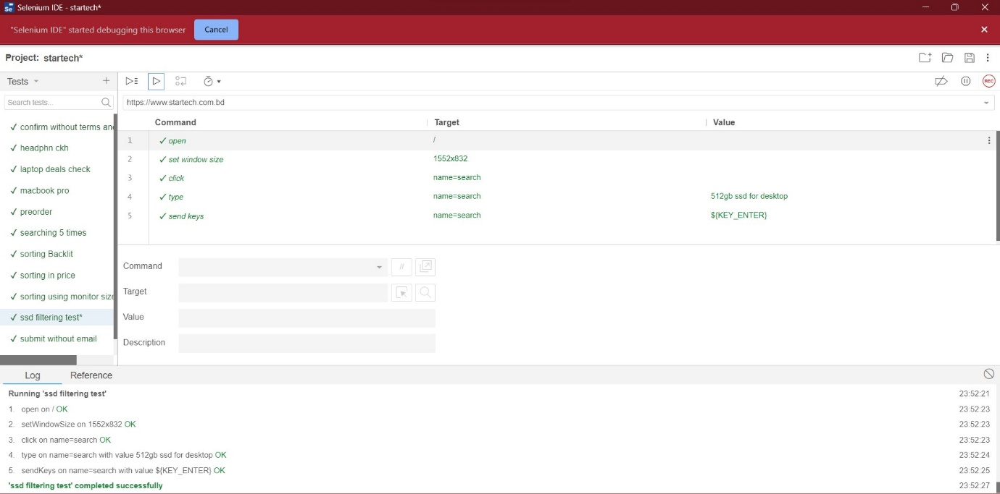 Selenium IDE - startech*
"Selenium IDE" started debugging this browser Cancel
Project: startech*
Tests
Search tests...
https://www.startech.com.bd
Command Target Value
✓ confirm without terms an
✓ headphn ckh
✓ laptop deals check
✓ macbook pro
✓ preorder
✓ searching 5 times
✓ sorting Backlit
✓ sorting in price
✓ sorting using monitor size
✓ ssd filtering test*
✓ submit without email
1 ✓ open /
2 ✓ set window size 1552x832
3 ✓ click name=search
4 ✓ type name=search 512gb ssd for desktop
5 ✓ send keys name=search ${KEY_ENTER}
REC
Command //
Target
Value
Description
Log Reference
Running 'ssd filtering test' 23:52:21
1. open on / OK 23:52:23
2. setWindowSize on 1552x832 OK 23:52:23
3. click on name=search OK 23:52:23
4. type on name=search with value 512gb ssd for desktop OK 23:52:24
5. sendKeys on name=search with value ${KEY_ENTER} OK 23:52:25
'ssd filtering test' completed successfully 23:52:27